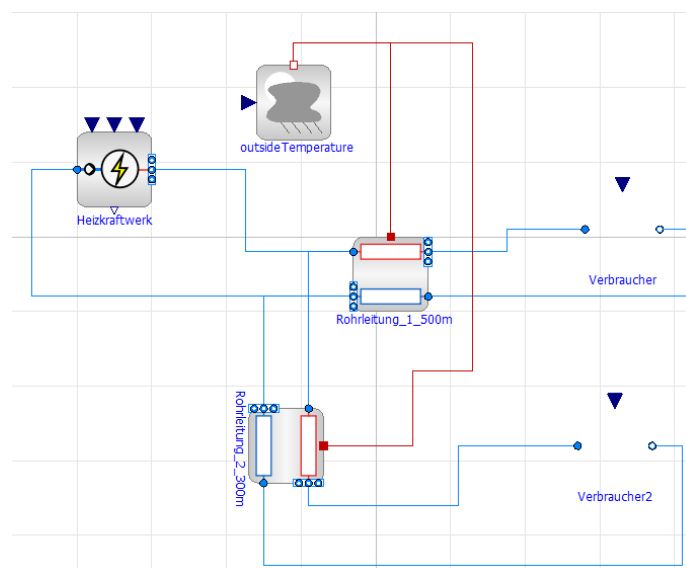 outsideTemperature
Heizkraftwerk
Verbraucher
Rohrleitung_1_500m
Rohrleitung_2_300m
Verbraucher2